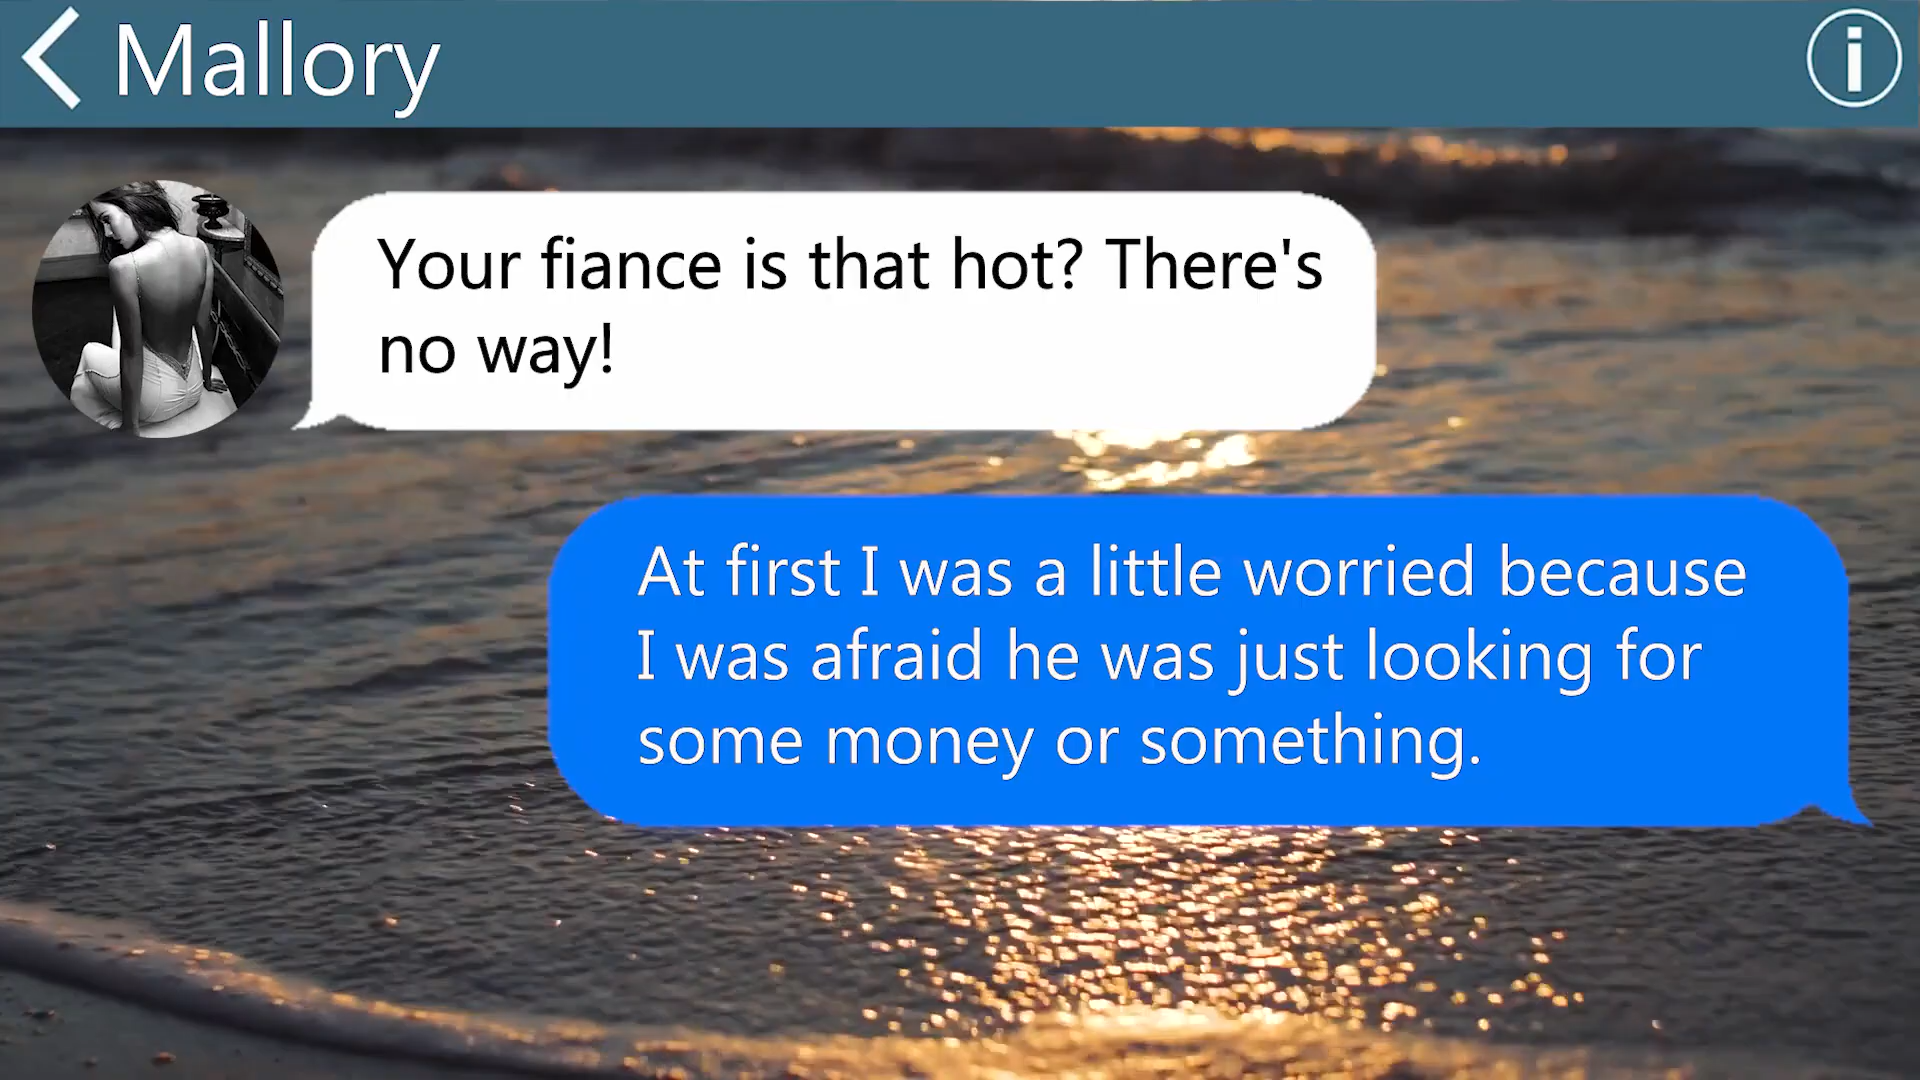 Mallory
Your fiance is that hot? There's
no way!
At first I was a little worried because
I was afraid he was just looking for
some money or something.